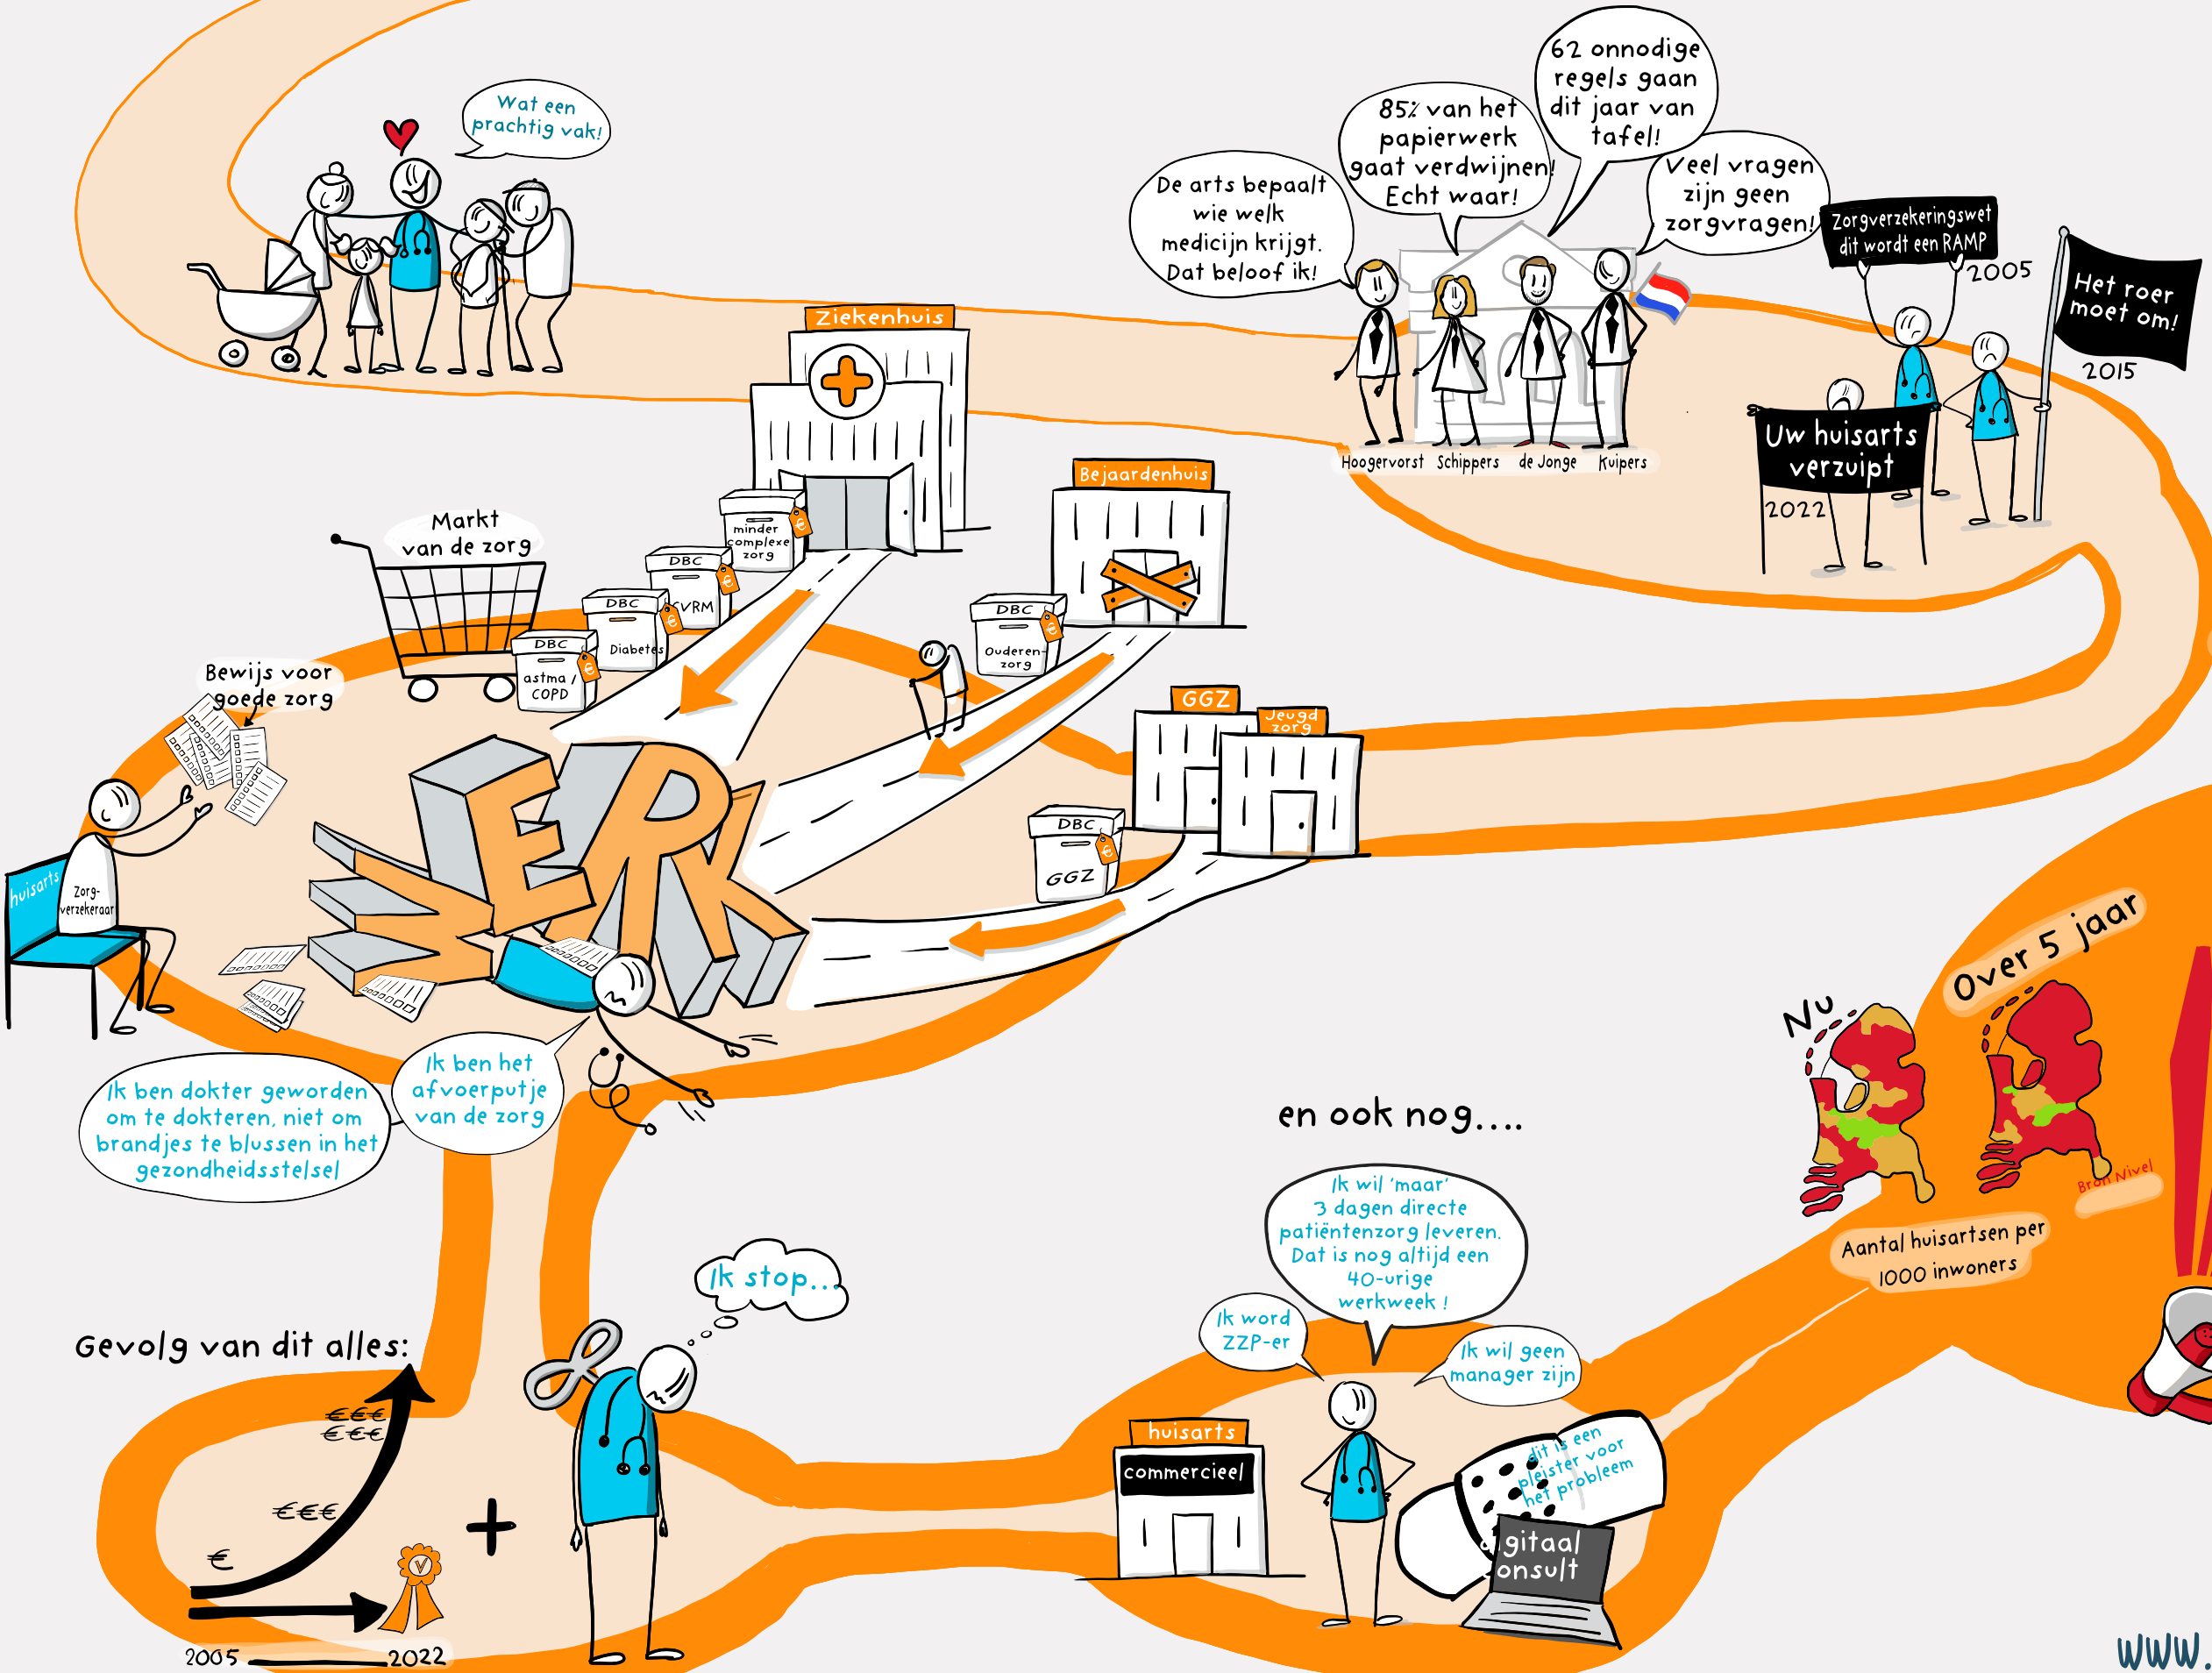 Wat een
prachtig vak!
De arts bepaalt
wie welk
medicijn krijgt.
Dat beloof ik!
85% van het
papierwerk
gaat verdwijnen!
Echt waar!
62 onnodige
regels gaan
dit jaar van
tafel!
Veel vragen
zijn geen
zorgvragen!
Zorgverzekeringswet
dit wordt een RAMP
2005
Het roer
moet om!
2015
Uw huisarts
verzuipt
2022
Hoogervorst
Schippers
de Jonge
Kuipers
Ziekenhuis
Bejaardenhuis
Markt
van de zorg
minder
complexe
zorg
€
DBC
CVRM
€
DBC
Diabetes
€
DBC
astma /
COPD
€
DBC
Ouderen-
zorg
€
GGZ
Jeugd
zorg
DBC
GGZ
€
Bewijs voor
goede zorg
huisarts
Zorg-
verzekeraar
WERK
Ik ben het
afvoerputje
van de zorg
Ik ben dokter geworden
om te dokteren, niet om
brandjes te blussen in het
gezondheidsstelsel
Gevolg van dit alles:
€€€
€€€
€€€
€
2005
2022
+
Ik stop...
en ook nog....
Ik wil 'maar'
3 dagen directe
patiëntenzorg leveren.
Dat is nog altijd een
40-urige
werkweek !
Ik word
ZZP-er
Ik wil geen
manager zijn
huisarts
commercieel
dit is een
pleister voor
het probleem
gitaal
onsult
Nu
Over 5 jaar
Bron Nivel
Aantal huisartsen per
1000 inwoners
www.